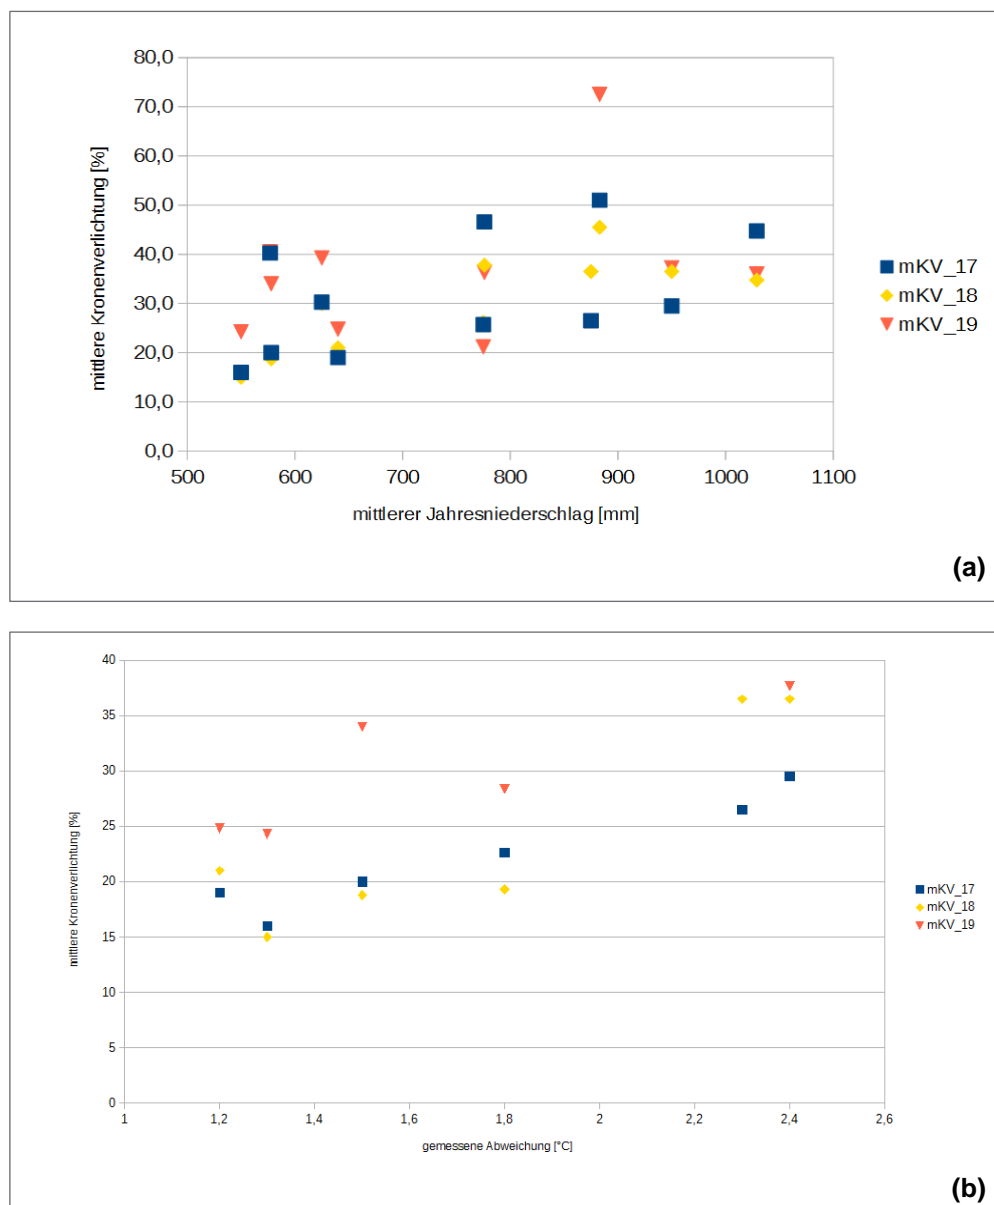 80,0
70,0
60,0
50,0
40,0
30,0
20,0
10,0
0,0
mittlere Kronenverlichtung [%]
500 600 700 800 900 1000 1100
mittlerer Jahresniederschlag [mm]
mKV_17
mKV_18
mKV_19
(a)
40
35
30
25
20
15
10
5
0
mittlere Kronenverlichtung [%]
1 1,2 1,4 1,6 1,8 2 2,2 2,4 2,6
gemessene Abweichung [°C]
mKV_17
mKV_18
mKV_19
(b)